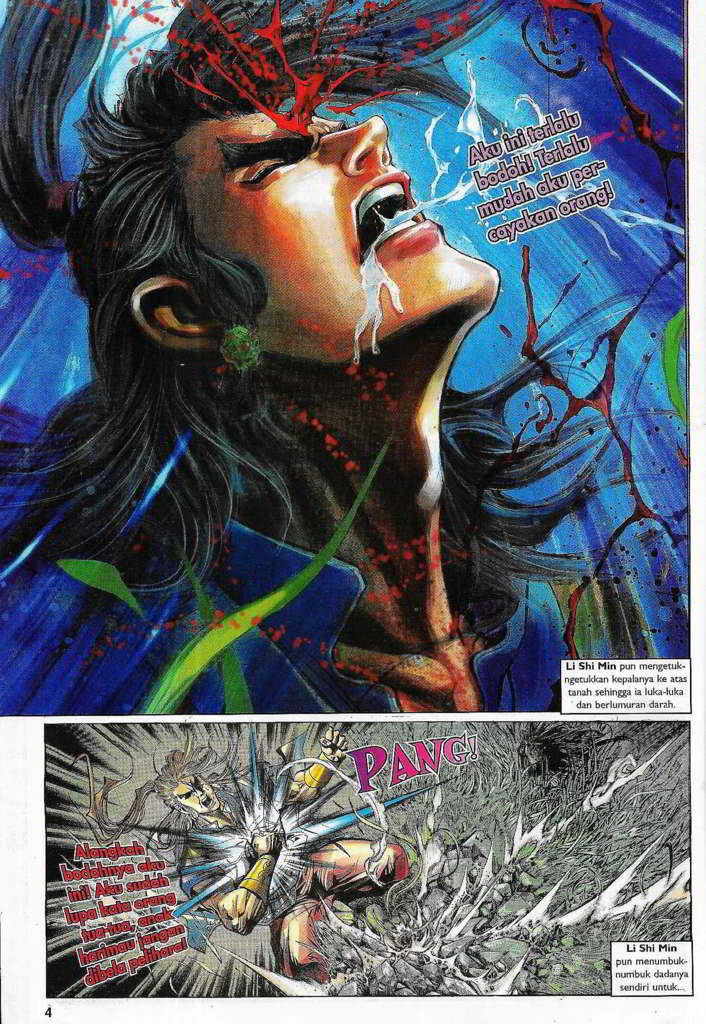 Aku ini terlalu
bodoh! Terlalu
mudah aku per-
cayakan orang!
Li Shi Min pun mengetuk-
ngetukkan kepalanya ke atas
tanah sehingga ia luka-luka
dan berlumuran darah.
PANG!
Alangkah
bodohnya aku
ini! Aku sudah
lupa kata orang
tua-tua, anak
harimau jangan
dibela pelihara!
Li Shi Min
pun menumbuk-
numbuk dadanya
sendiri untuk...
4